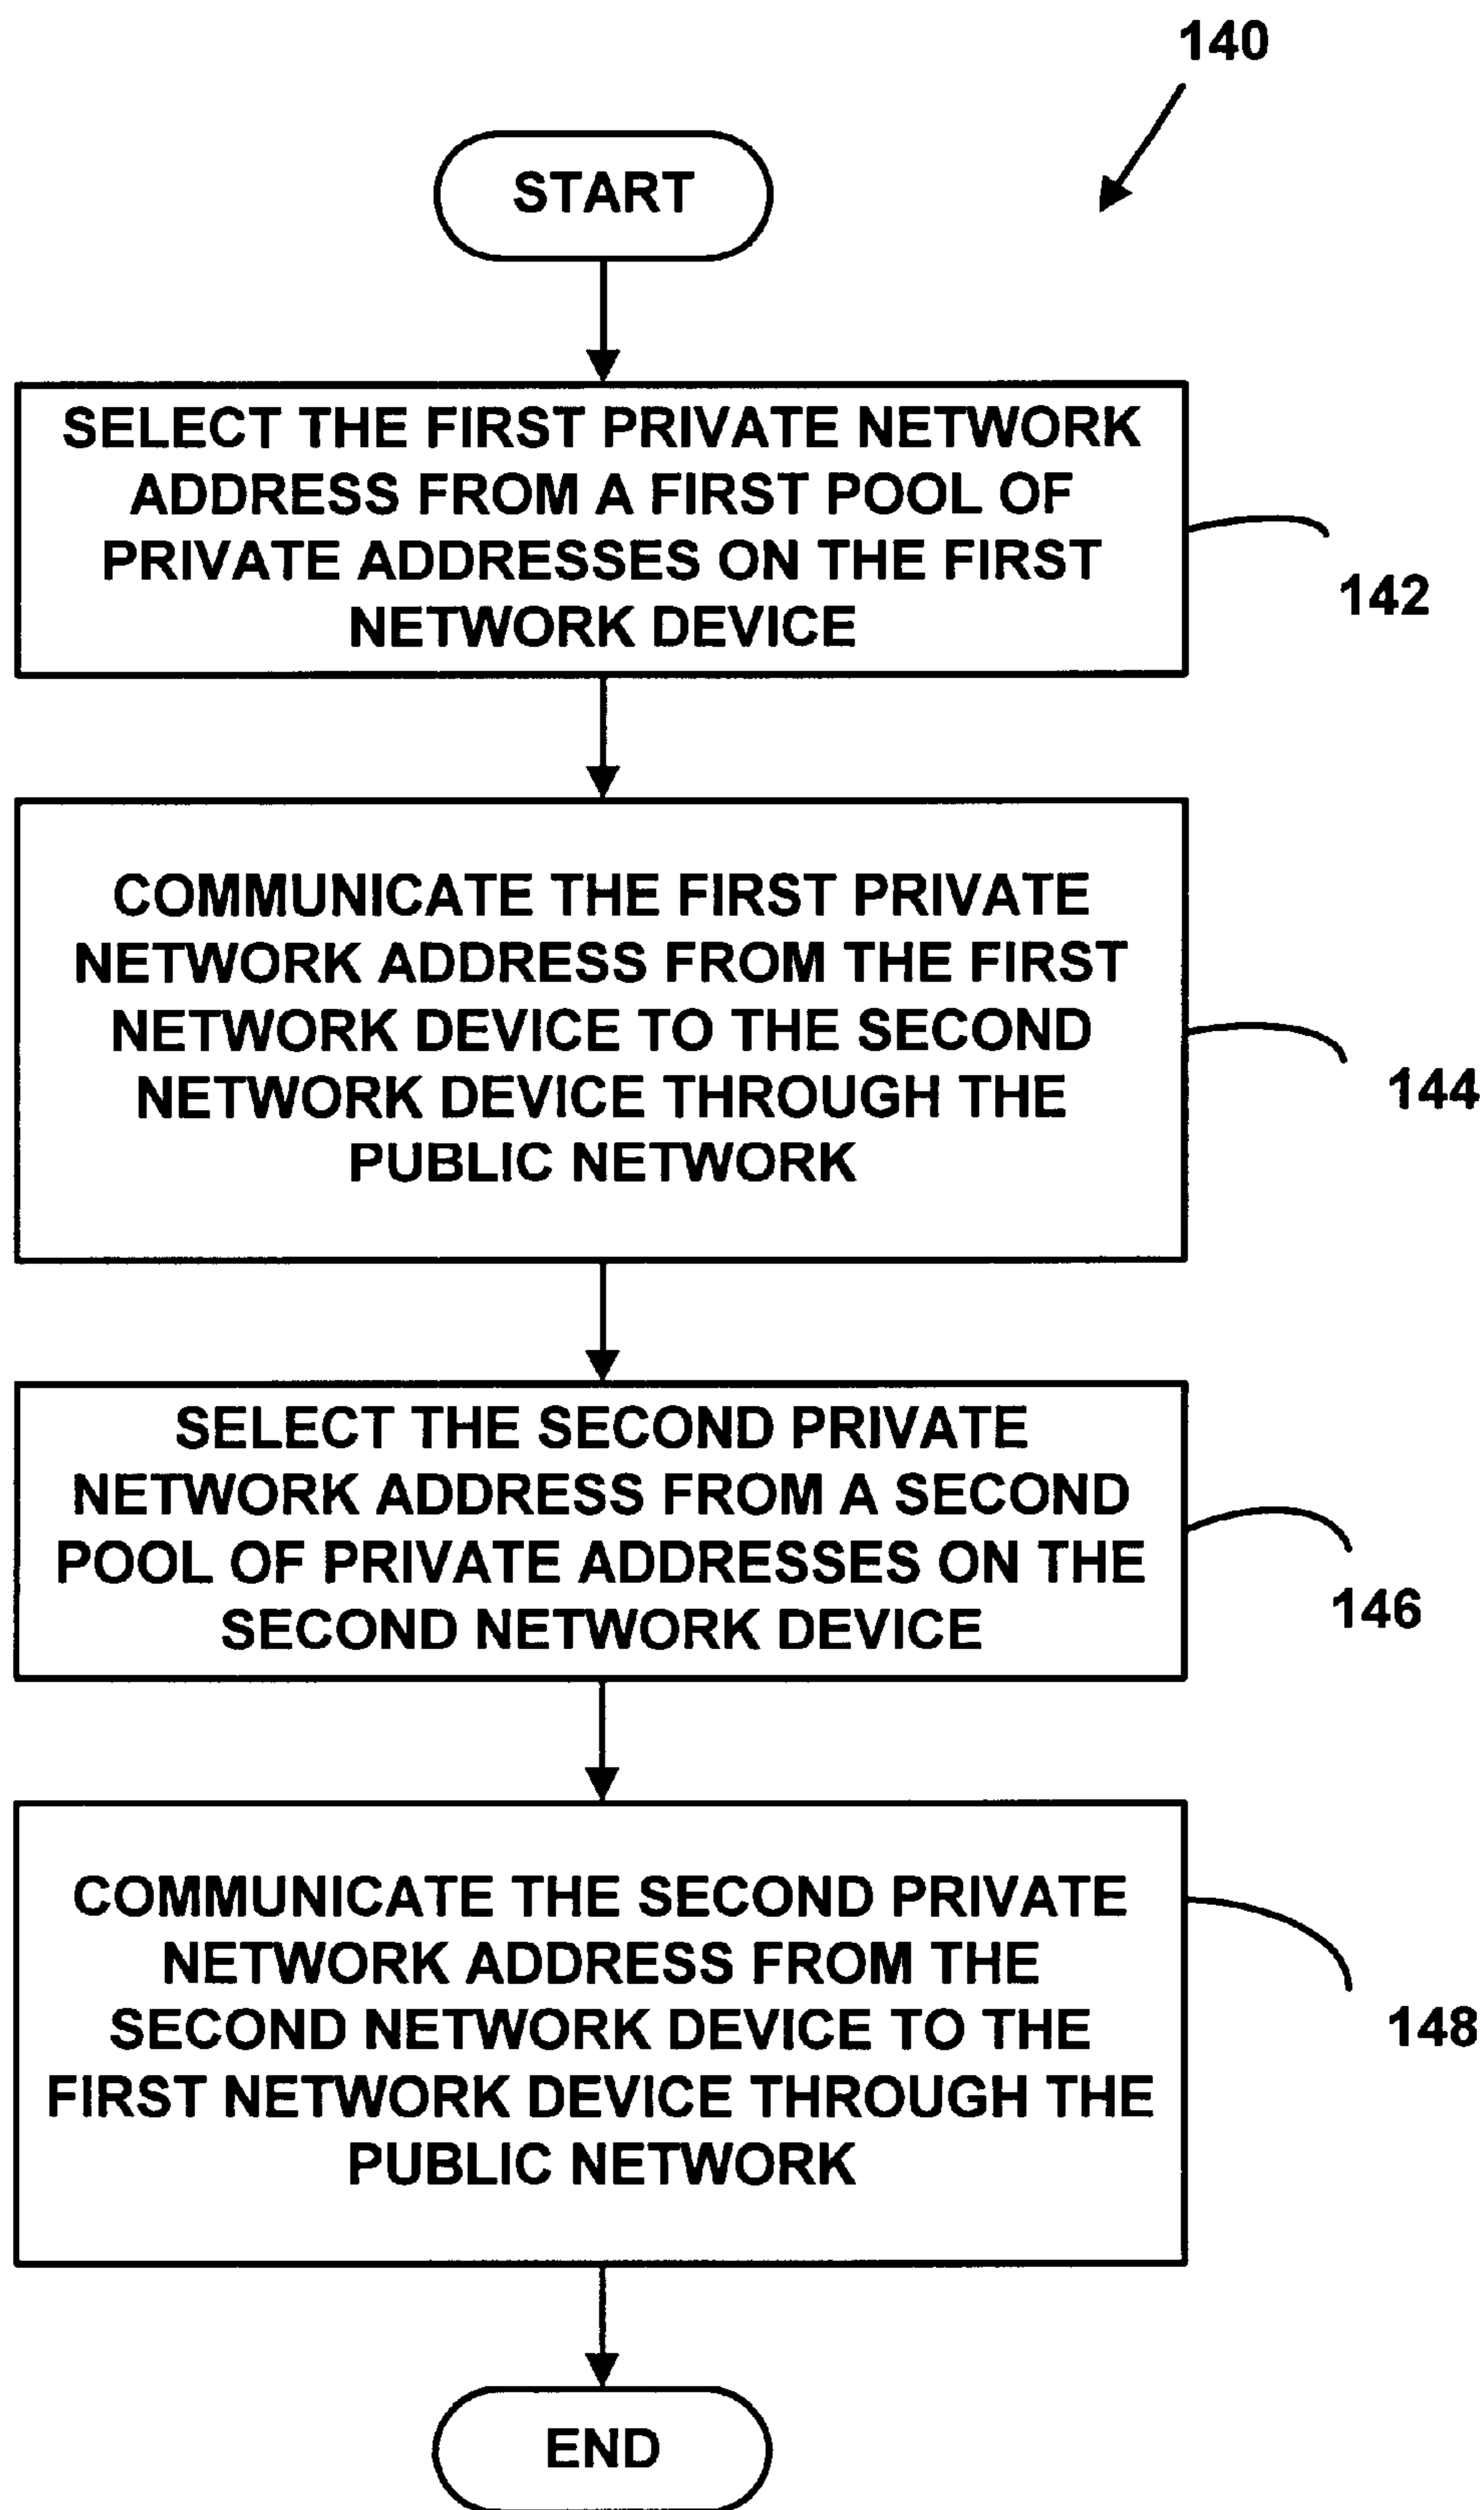 140
START
SELECT THE FIRST PRIVATE NETWORK
ADDRESS FROM A FIRST POOL OF
PRIVATE ADDRESSES ON THE FIRST
NETWORK DEVICE
142
COMMUNICATE THE FIRST PRIVATE
NETWORK ADDRESS FROM THE FIRST
NETWORK DEVICE TO THE SECOND
NETWORK DEVICE THROUGH THE
PUBLIC NETWORK
144
SELECT THE SECOND PRIVATE
NETWORK ADDRESS FROM A SECOND
POOL OF PRIVATE ADDRESSES ON THE
SECOND NETWORK DEVICE
146
COMMUNICATE THE SECOND PRIVATE
NETWORK ADDRESS FROM THE
SECOND NETWORK DEVICE TO THE
FIRST NETWORK DEVICE THROUGH THE
PUBLIC NETWORK
148
END